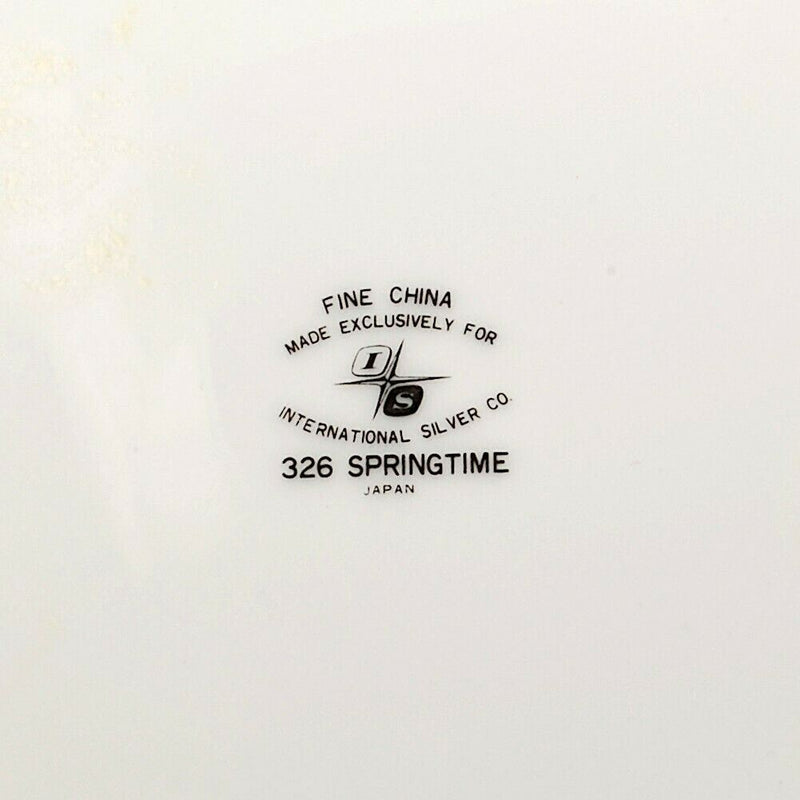 FINE CHINA
MADE EXCLUSIVELY FOR
I
S
INTERNATIONAL SILVER CO.
326 SPRINGTIME
JAPAN